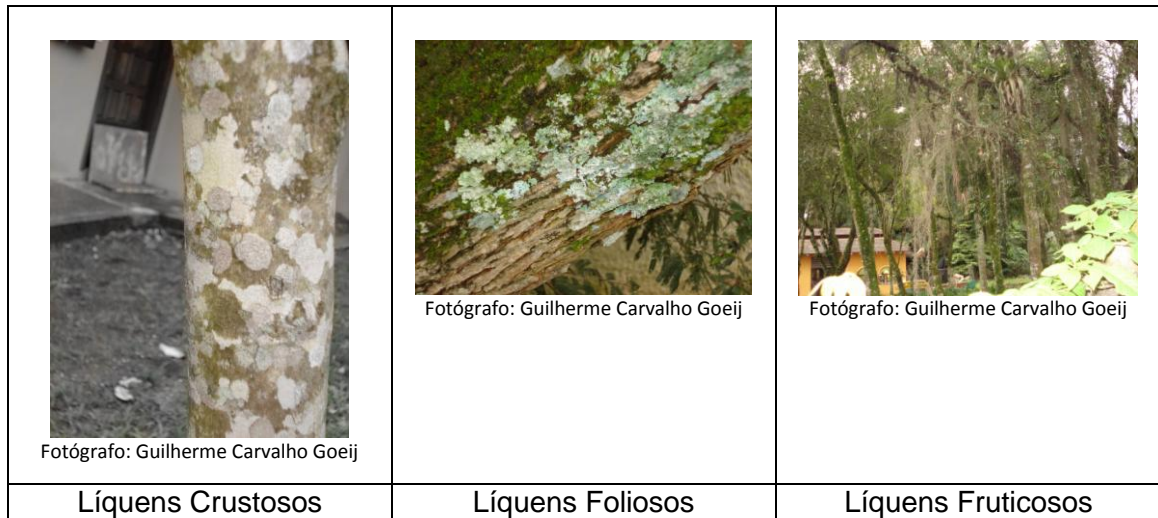 Fotógrafo: Guilherme Carvalho Goeij
Fotógrafo: Guilherme Carvalho Goeij
Fotógrafo: Guilherme Carvalho Goeij
Líquens Crustosos
Líquens Foliosos
Líquens Fruticosos